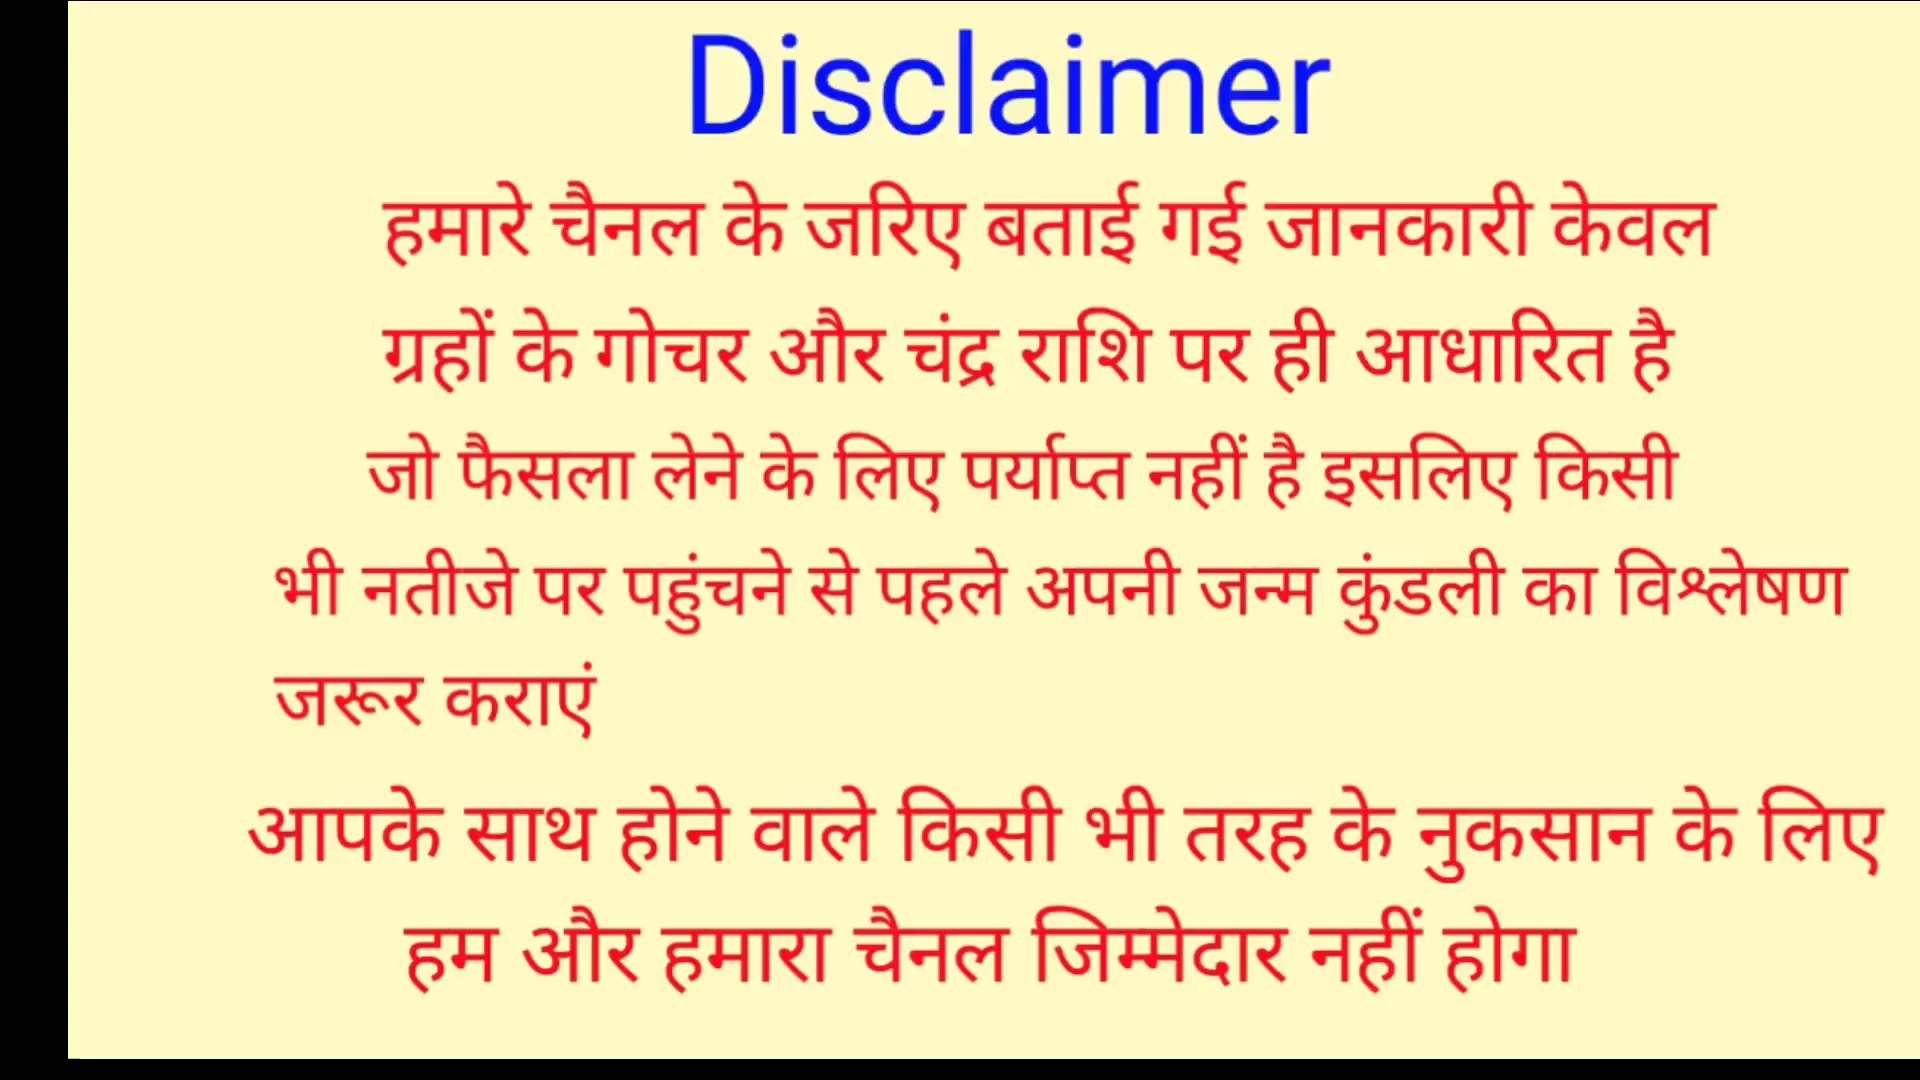 Disclaimer
हमारे चैनल के जरिए बताई गई जानकारी केवल
ग्रहों के गोचर और चंद्र राशि पर ही आधारित है
जो फैसला लेने के लिए पर्याप्त नहीं है इसलिए किसी
भी नतीजे पर पहुंचने से पहले अपनी जन्म कुंडली का विश्लेषण
जरूर कराएं
आपके साथ होने वाले किसी भी तरह के नुकसान के लिए
हम और हमारा चैनल जिम्मेदार नहीं होगा